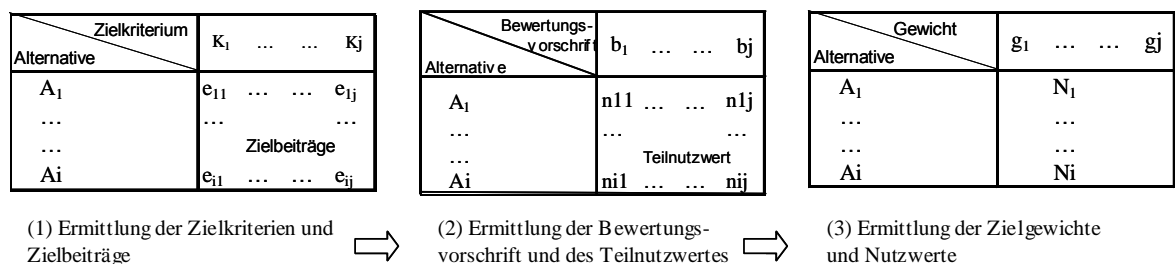 Zielkriterium
K₁ … … Kj
Alternative
A₁ e₁₁ … … e₁ⱼ
… … …
… Zielbeiträge
Ai eᵢ₁ … … eᵢⱼ
(1) Ermittlung der Zielkriterien und
Zielbeiträge
Bewertungs-
vorschrift
b₁ … … bj
Alternative
A₁ n11 … … n1j
… … …
… Teilnutzwert
Ai ni1 … … nij
(2) Ermittlung der Bewertungs-
vorschrift und des Teilnutzwertes
Gewicht
g₁ … … gj
Alternative
A₁ N₁
… …
… …
Ai Ni
(3) Ermittlung der Zielgewichte
und Nutzwerte